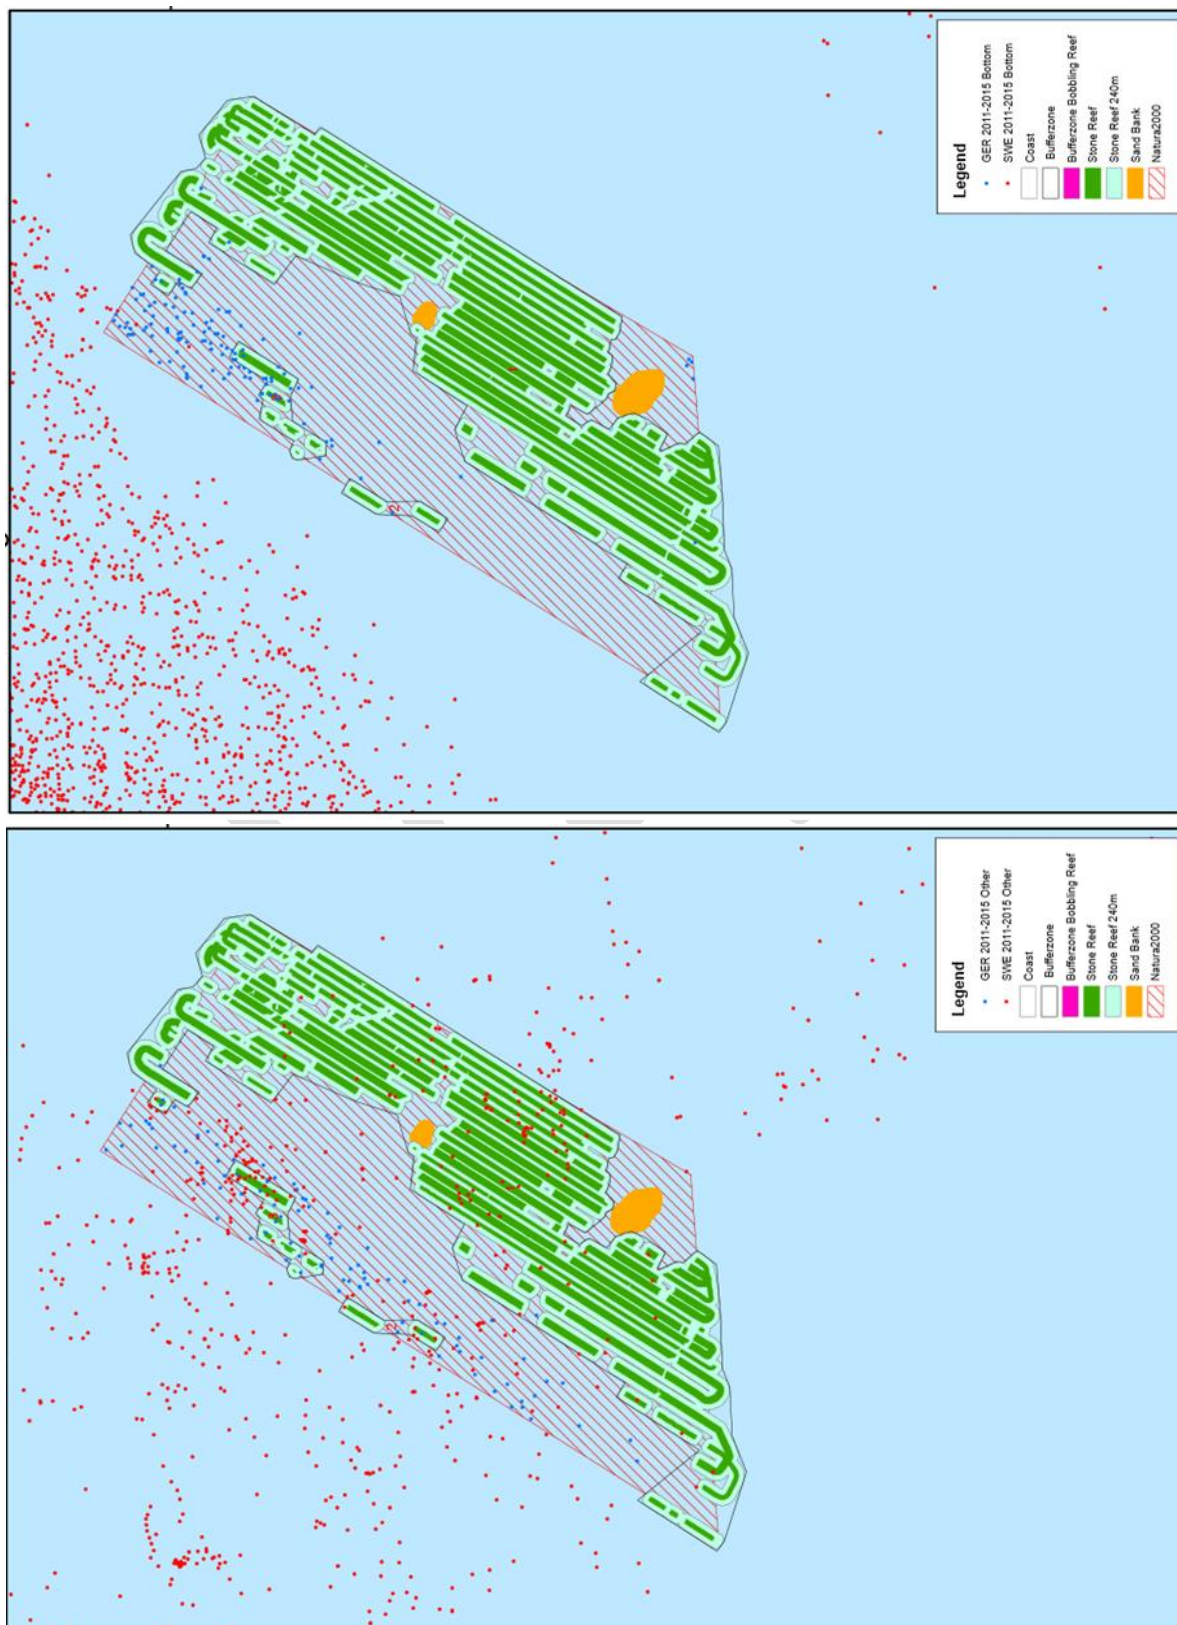 Legend
GER 2011-2015 Bottom
SWE 2011-2015 Bottom
Coast
Bufferzone
Bufferzone Bobbling Reef
Stone Reef
Stone Reef 240m
Sand Bank
Natura2000
2
Legend
GER 2011-2015 Other
SWE 2011-2015 Other
Coast
Bufferzone
Bufferzone Bobbling Reef
Stone Reef
Stone Reef 240m
Sand Bank
Natura2000
2